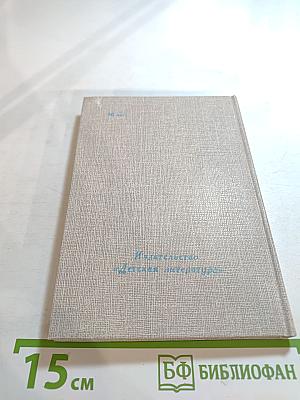 Издательство
«Детская литература»
15 см
БФ БИБЛИОФАН